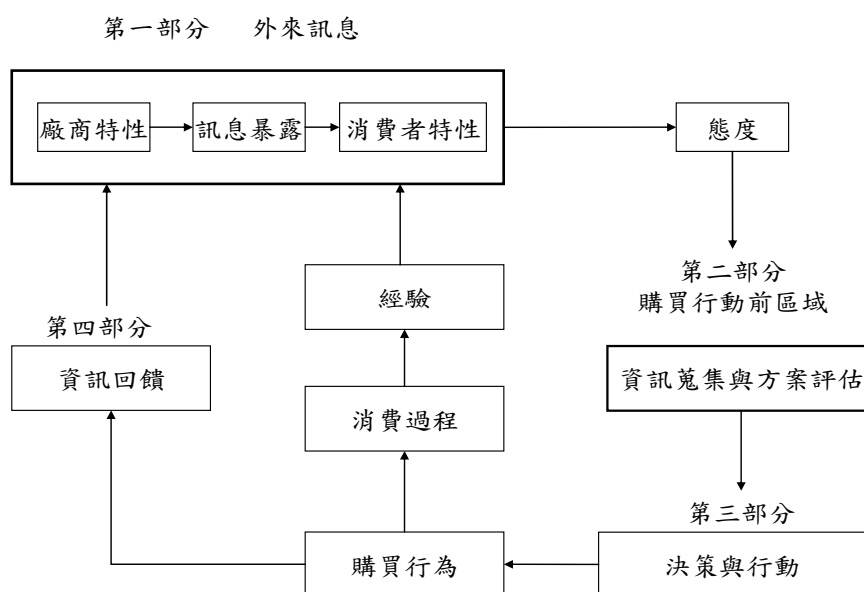 第一部分 外來訊息
廠商特性
訊息暴露
消費者特性
態度
第二部分
購買行動前區域
經驗
第四部分
資訊回饋
資訊蒐集與方案評估
消費過程
第三部分
購買行為
決策與行動